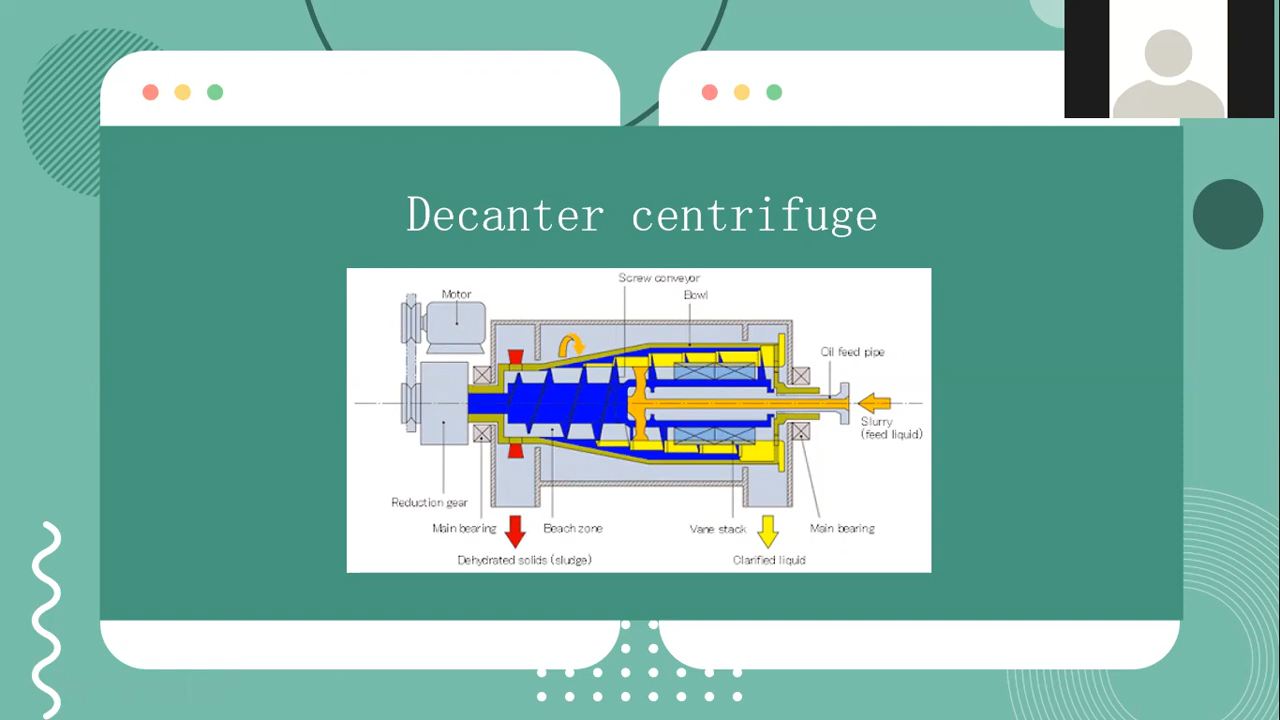 Decanter centrifuge
Screw conveyor
Motor
Bowl
Oil feed pipe
Slurry
(feed liquid)
Reduction gear
Main bearing
Beach zone
Vane stack
Main bearing
Dehydrated solids (sludge)
Clarified liquid